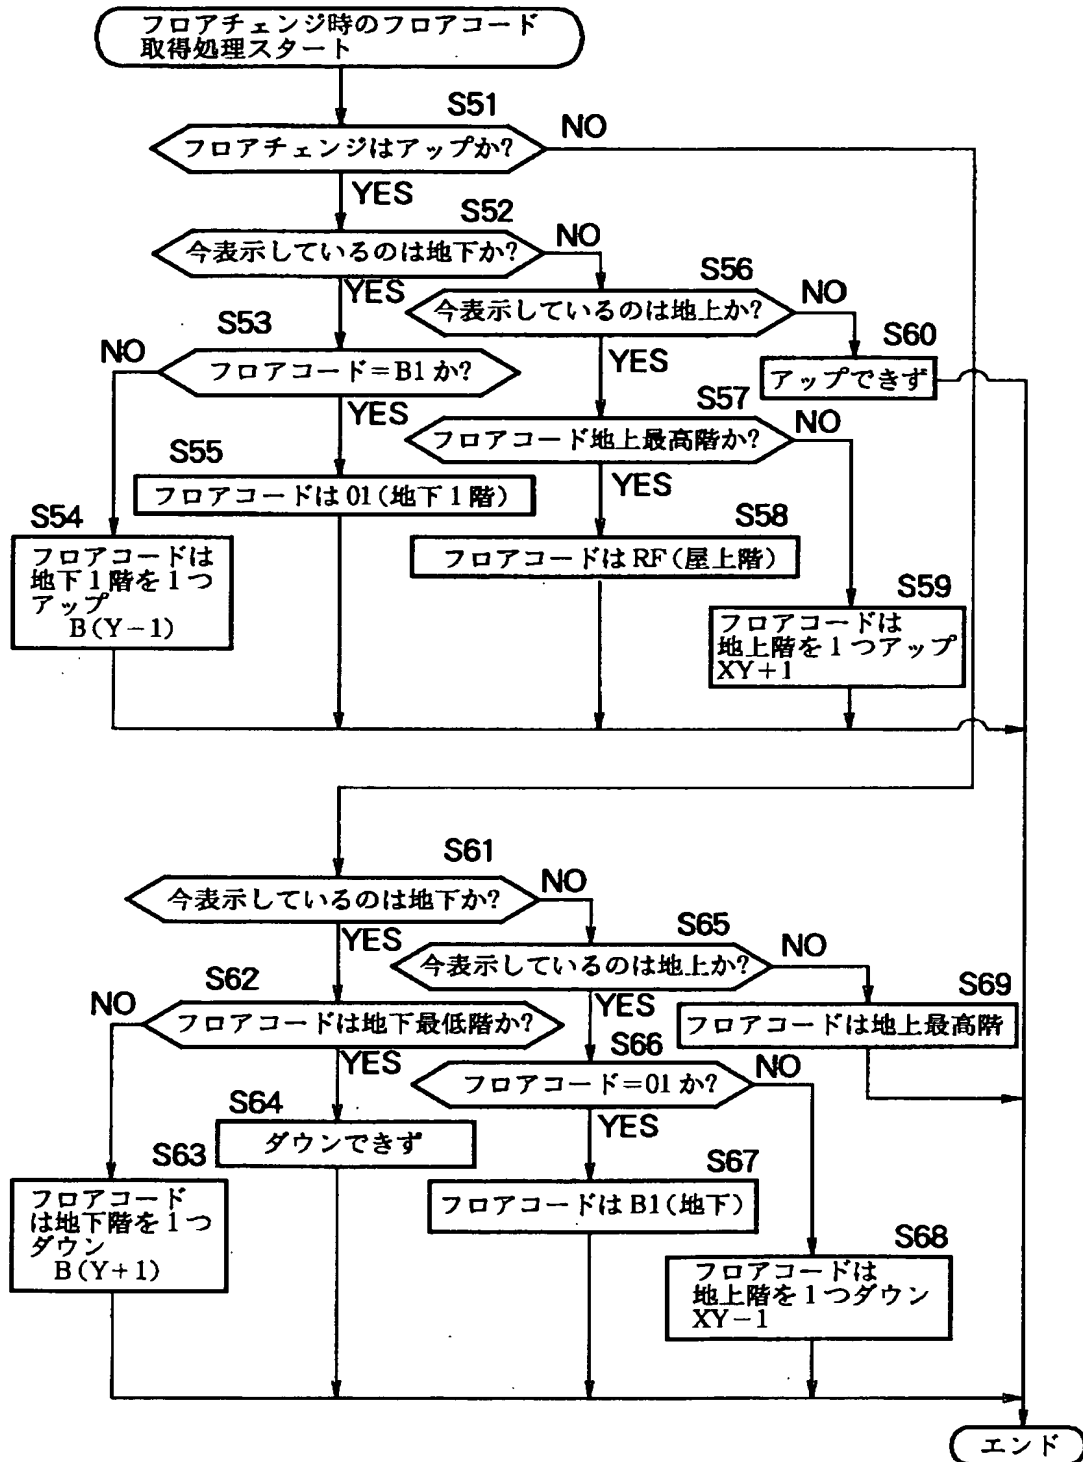 フロアチェンジ時のフロアコード
取得処理スタート
S51
フロアチェンジはアップか?
NO
YES
S52
今表示しているのは地下か?
NO
YES
S56
今表示しているのは地上か?
NO
YES
S60
アップできず
S53
フロアコード=B1か?
NO
YES
S57
フロアコード地上最高階か?
NO
YES
S55
フロアコードは01(地下1階)
S54
フロアコードは
地下1階を1つ
アップ
B(Y-1)
S58
フロアコードはRF(屋上階)
S59
フロアコードは
地上階を1つアップ
XY+1
S61
今表示しているのは地下か?
NO
YES
S65
今表示しているのは地上か?
NO
YES
S69
フロアコードは地上最高階
S62
フロアコードは地下最低階か?
NO
YES
S66
フロアコード=01か?
NO
YES
S64
ダウンできず
S63
フロアコード
は地下階を1つ
ダウン
B(Y+1)
S67
フロアコードはB1(地下)
S68
フロアコードは
地上階を1つダウン
XY-1
エンド